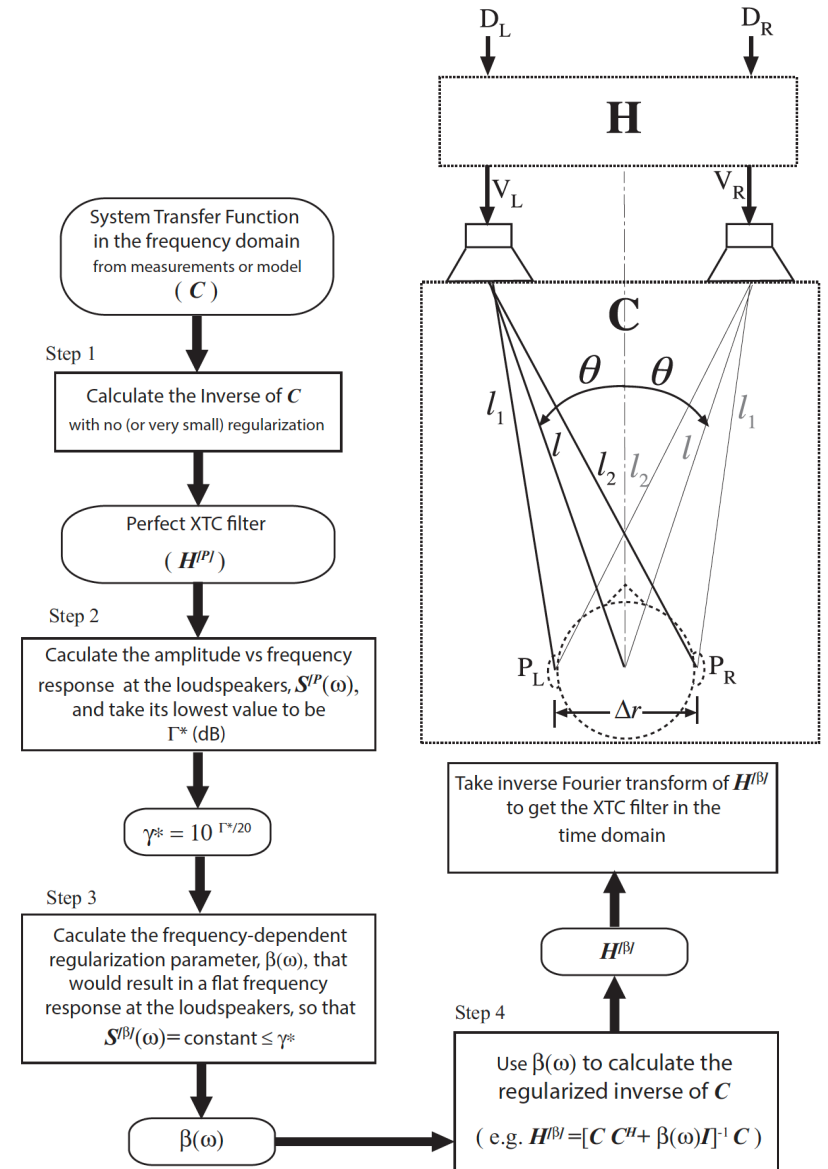 System Transfer Function
in the frequency domain
from measurements or model
( C )
Step 1
Calculate the Inverse of C
with no (or very small) regularization
Perfect XTC filter
( H[P] )
Step 2
Caculate the amplitude vs frequency
response at the loudspeakers, S[P(ω),
and take its lowest value to be
Γ* (dB)
γ* = 10 Γ*/20
Step 3
Caculate the frequency-dependent
regularization parameter, β(ω), that
would result in a flat frequency
response at the loudspeakers, so that
S[β](ω)= constant ≤ γ*
β(ω)
D_L
D_R
H
V_L
V_R
C
θ
θ
l_1
l
l_2
l_2
l
l_1
P_L
P_R
Δr
Step 4
Use β(ω) to calculate the
regularized inverse of C
( e.g. H[β] =[C C^H+ β(ω)I]^-1 C )
H[β]
Take inverse Fourier transform of H[β]
to get the XTC filter in the
time domain